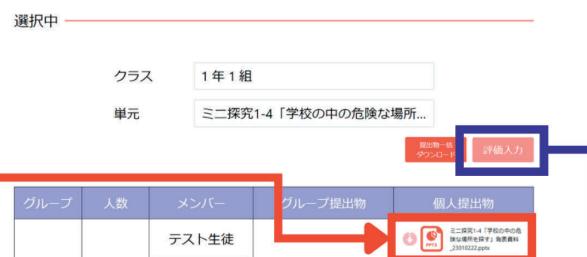 選択中
クラス
1年1組
単元
ミニ探究1-4「学校の中の危険な場所...
提出物一括
ダウンロード
評価入力
グループ
人数
メンバー
グループ提出物
個人提出物
テスト生徒
PPTX
ミニ探究1-4「学校の中の危
険な場所を探す」発表資料
_23010222.pptx